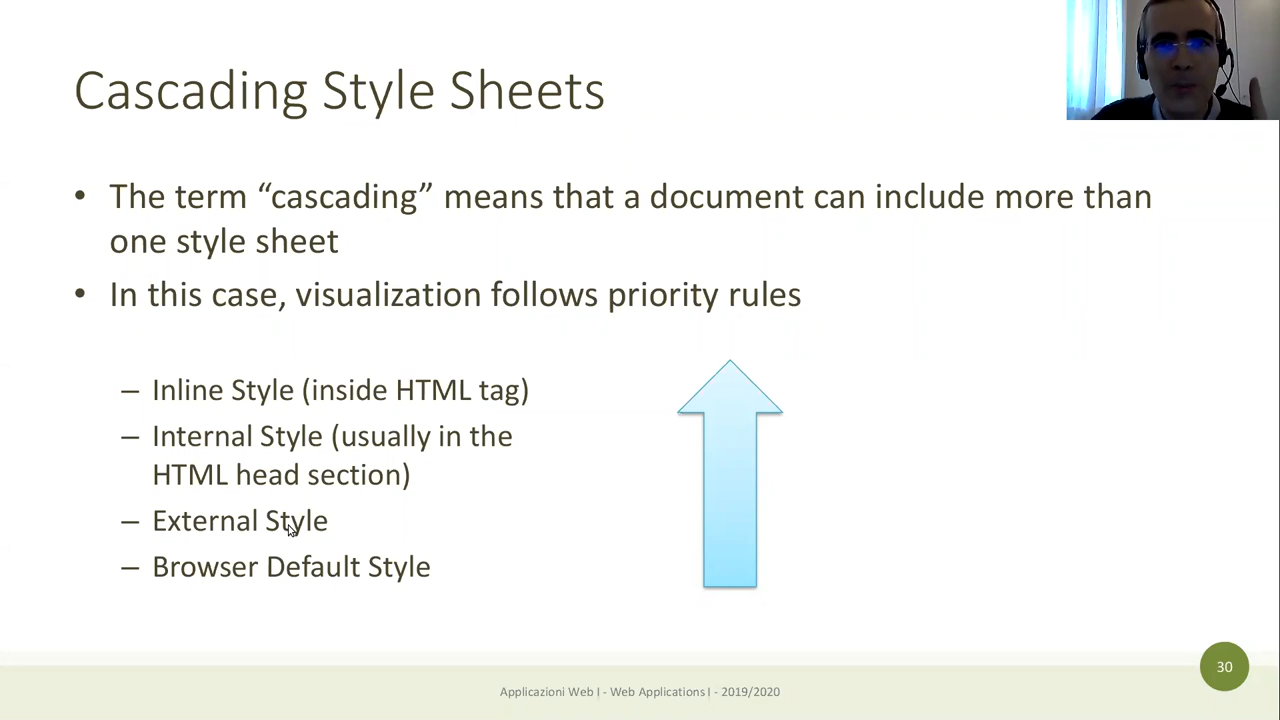 Cascading Style Sheets
• The term “cascading” means that a document can include more than
one style sheet
• In this case, visualization follows priority rules
– Inline Style (inside HTML tag)
– Internal Style (usually in the
HTML head section)
– External Style
– Browser Default Style
30
Applicazioni Web I - Web Applications I - 2019/2020